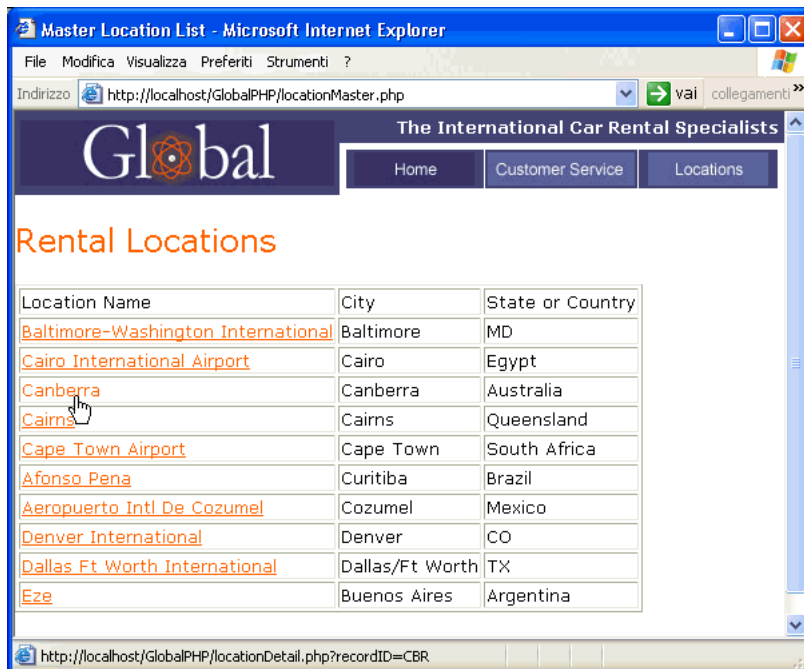 Master Location List - Microsoft Internet Explorer
File Modifica Visualizza Preferiti Strumenti ?
Indirizzo http://localhost/GlobalPHP/locationMaster.php vai collegamenti »
Global The International Car Rental Specialists
Home Customer Service Locations
Rental Locations
Location Name City State or Country
Baltimore-Washington International Baltimore MD
Cairo International Airport Cairo Egypt
Canberra Canberra Australia
Cairns Cairns Queensland
Cape Town Airport Cape Town South Africa
Afonso Pena Curitiba Brazil
Aeropuerto Intl De Cozumel Cozumel Mexico
Denver International Denver CO
Dallas Ft Worth International Dallas/Ft Worth TX
Eze Buenos Aires Argentina
http://localhost/GlobalPHP/locationDetail.php?recordID=CBR